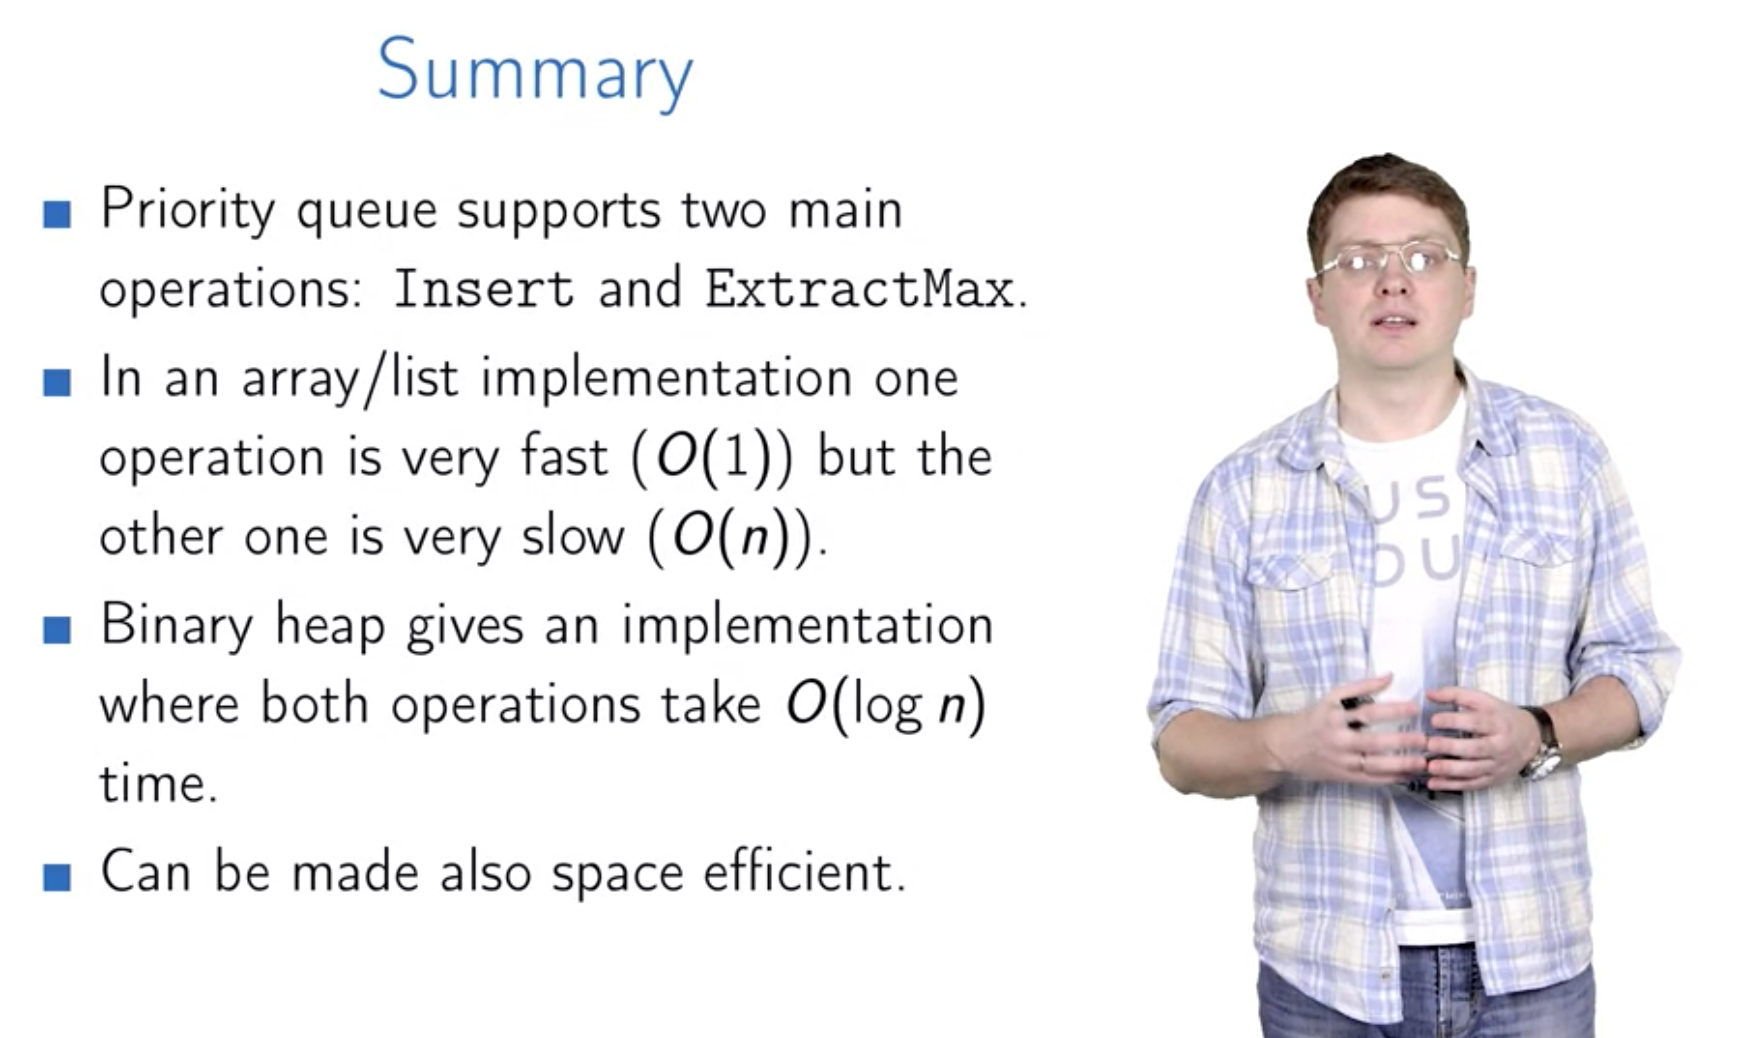 Summary
Priority queue supports two main
operations: Insert and ExtractMax.
In an array/list implementation one
operation is very fast (O(1)) but the
other one is very slow (O(n)).
Binary heap gives an implementation
where both operations take O(log n)
time.
Can be made also space efficient.
US
OU